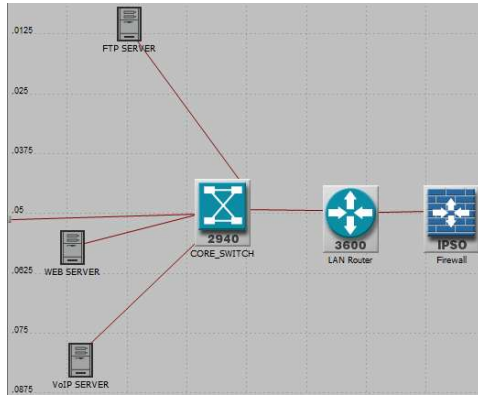 .0125
FTP SERVER
.025
.0375
.05
2940
CORE_SWITCH
3600
LAN Router
IPSO
Firewall
WEB SERVER
.0625
.075
VoIP SERVER
.0875